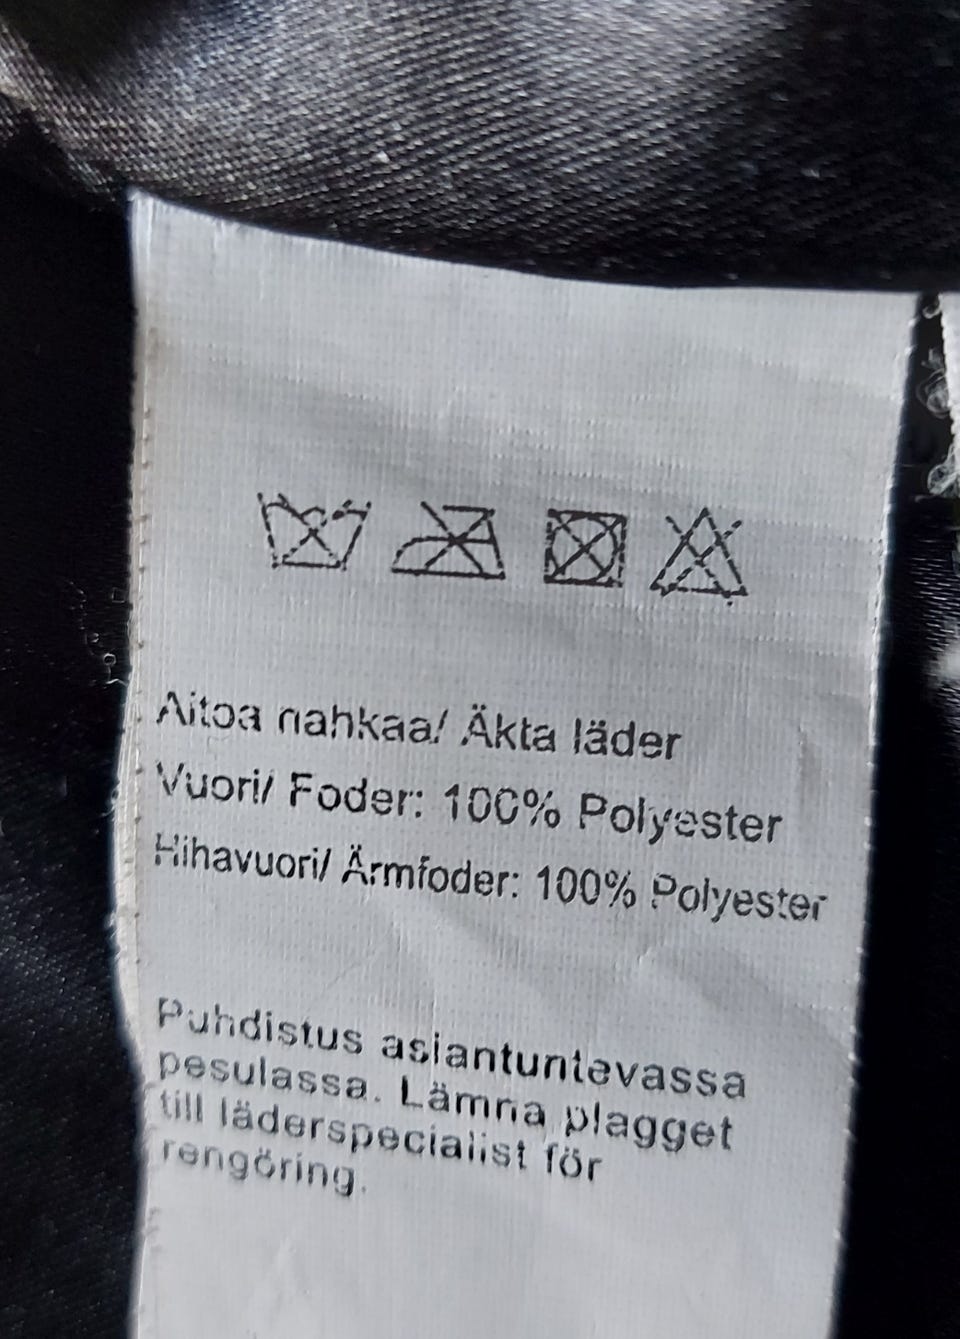 Aitoa nahkaa/ Äkta läder
Vuori/ Foder: 100% Polyester
Hihavuori/ Ärmfoder: 100% Polyester
Puhdistus asiantuntevassa
pesulassa. Lämna plagget
till läderspecialist för
rengöring.